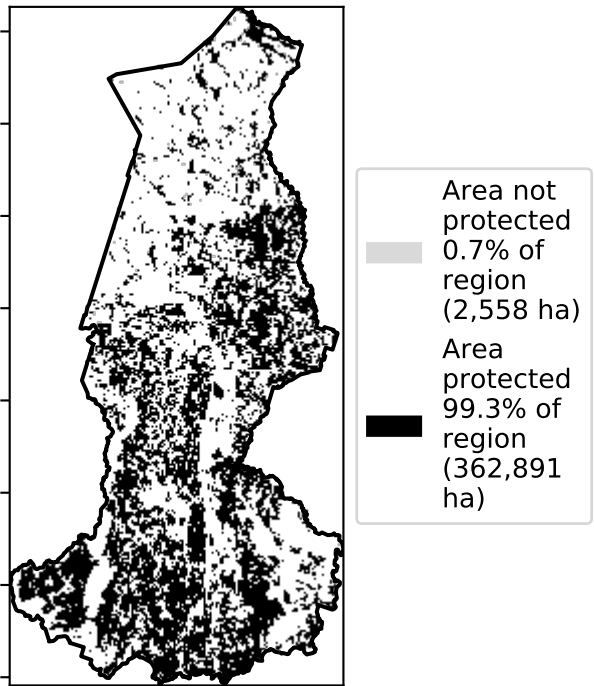 Area not
protected
0.7% of
region
(2,558 ha)
Area
protected
99.3% of
region
(362,891
ha)